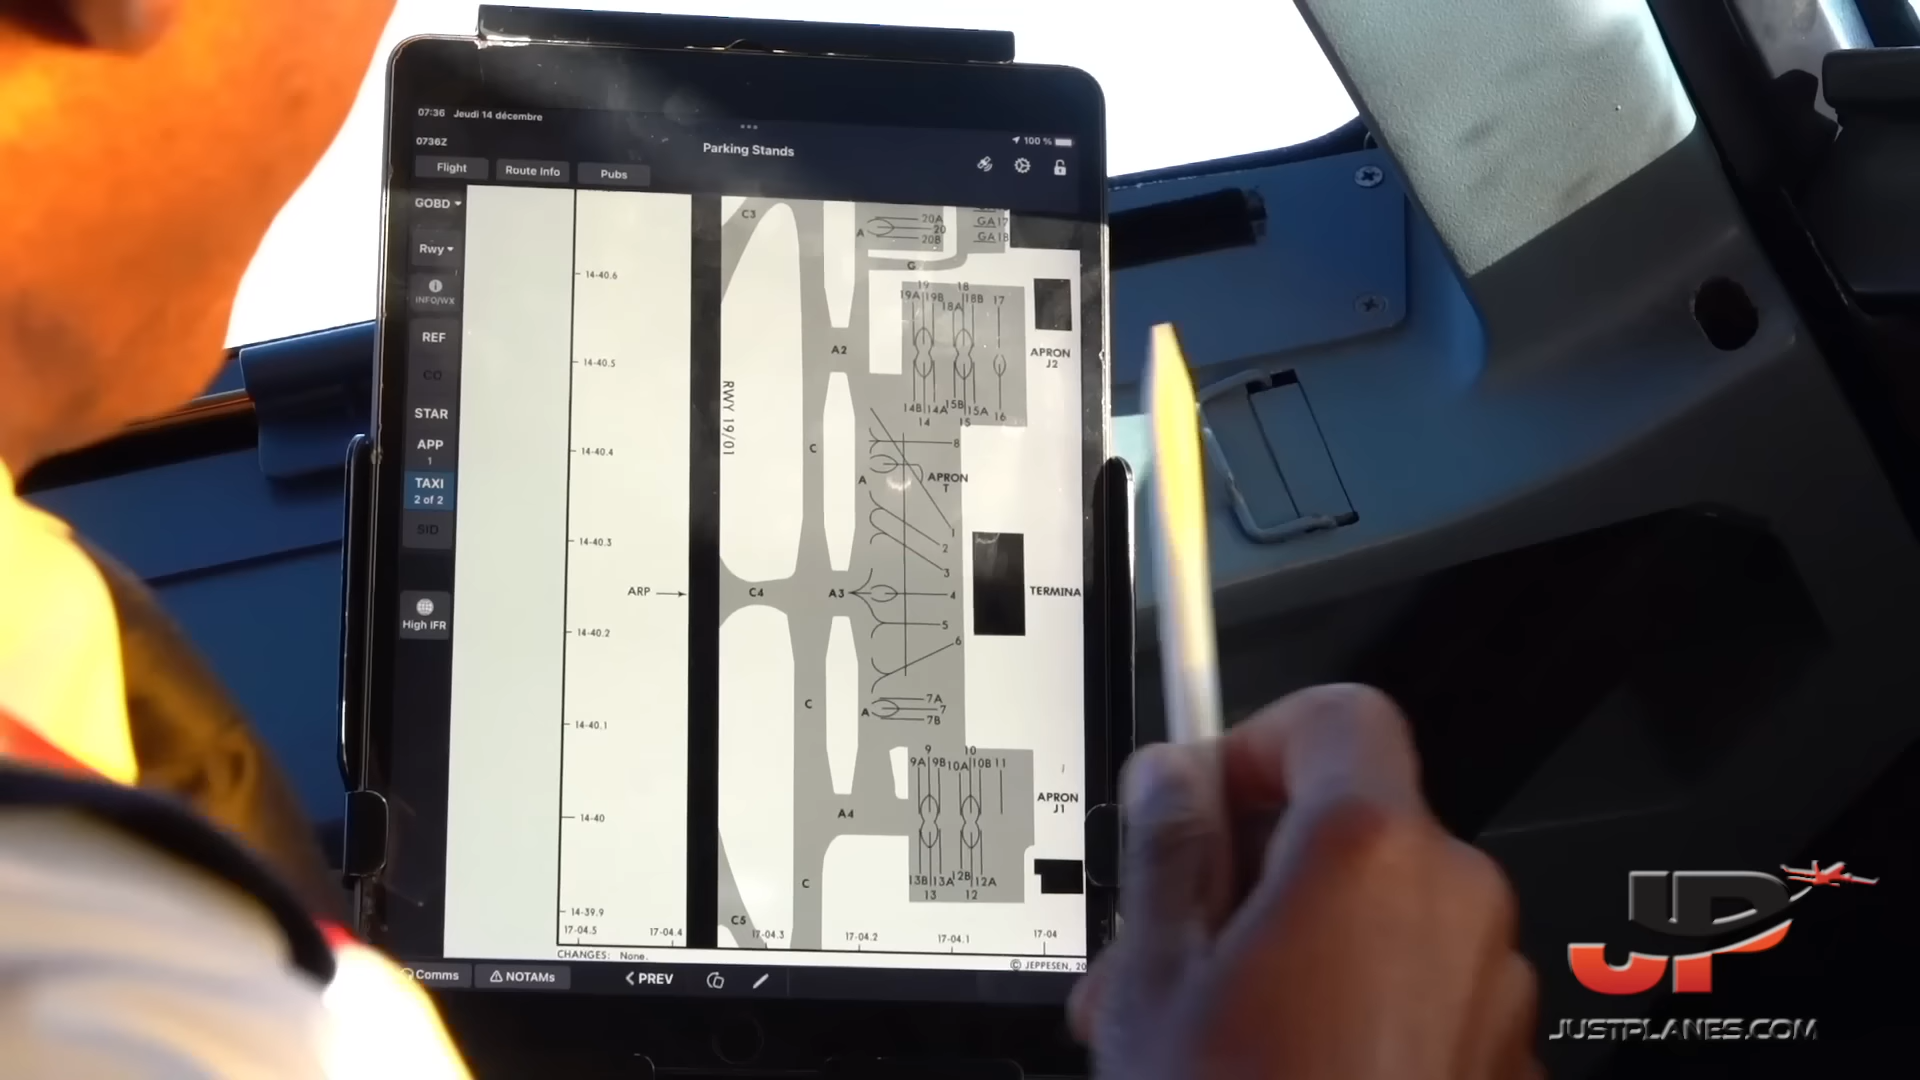 07:36 Jeudi 14 décembre
0736Z
Parking Stands
100 %
Flight
Route Info
Pubs
GOBD
Rwy
INFO/WX
REF
CO
STAR
APP
1
TAXI
2 of 2
SID
High IFR
C3
A
20A
20
20B
GA17
GA18
G
14-40.6
19
18
19A 19B
18A 18B
17
A2
APRON
J2
14-40.5
RWY 19/01
14B 14A
15B 15A
16
14
15
8
C
14-40.4
A
APRON
T
1
14-40.3
2
3
ARP
C4
A3
4
TERMINA
5
14-40.2
6
C
7A
A
7
7B
14-40.1
9
10
9A 9B 10A 10B 11
APRON
J1
A4
14-40
13B 13A 12B 12A
13
12
C
C5
14-39.9
17-04.5
17-04.4
17-04.3
17-04.2
17-04.1
17-04
CHANGES: None.
© JEPPESEN, 20
Comms
NOTAMs
PREV
JP
JUSTPLANES.COM